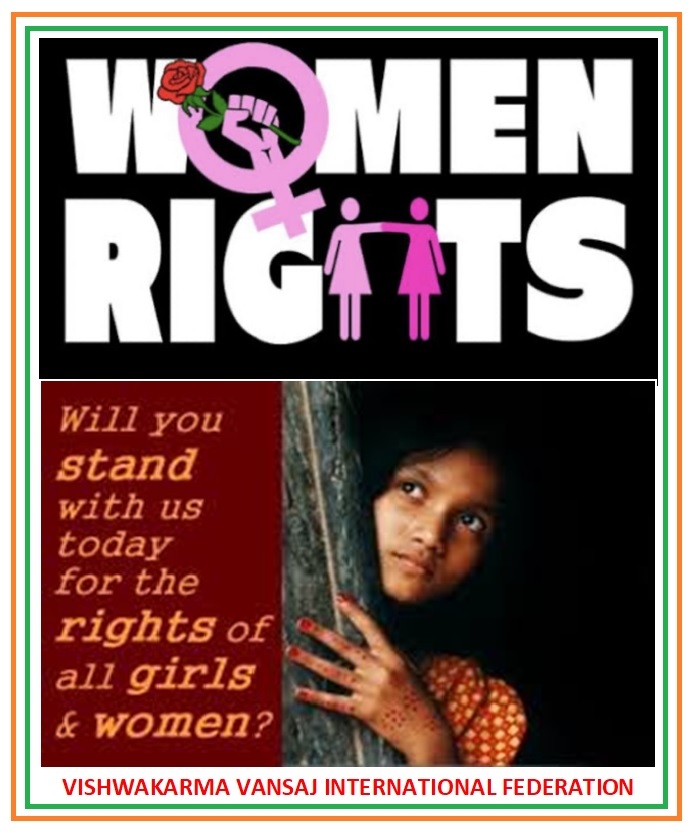 WOMEN
RIGHTS
Will you
stand
with us
today
for the
rights of
all girls
& women?
VISHWAKARMA VANSAJ INTERNATIONAL FEDERATION